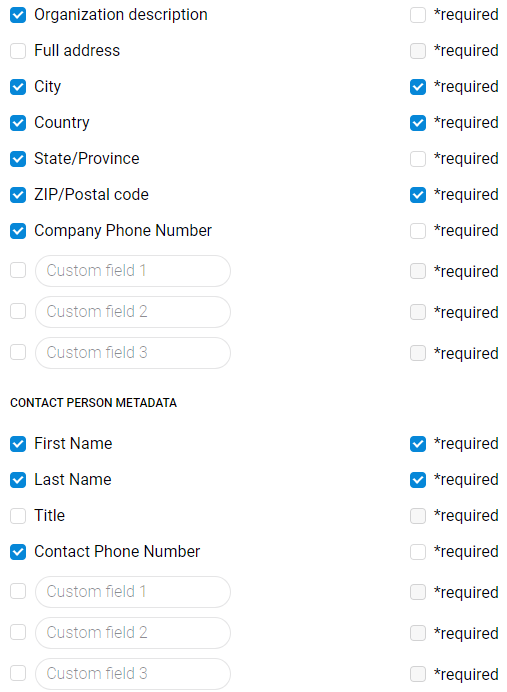 Organization description *required
Full address *required
City *required
Country *required
State/Province *required
ZIP/Postal code *required
Company Phone Number *required
Custom field 1 *required
Custom field 2 *required
Custom field 3 *required
CONTACT PERSON METADATA
First Name *required
Last Name *required
Title *required
Contact Phone Number *required
Custom field 1 *required
Custom field 2 *required
Custom field 3 *required